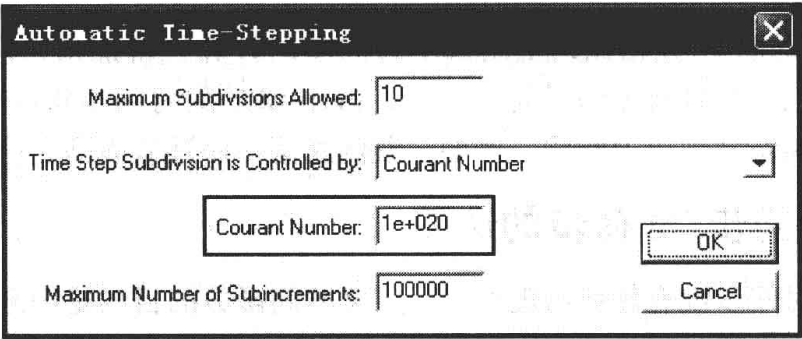 Automatic Time-Stepping
Maximum Subdivisions Allowed: 10
Time Step Subdivision is Controlled by: Courant Number
Courant Number: 1e+020
OK
Maximum Number of Subincrements: 100000
Cancel